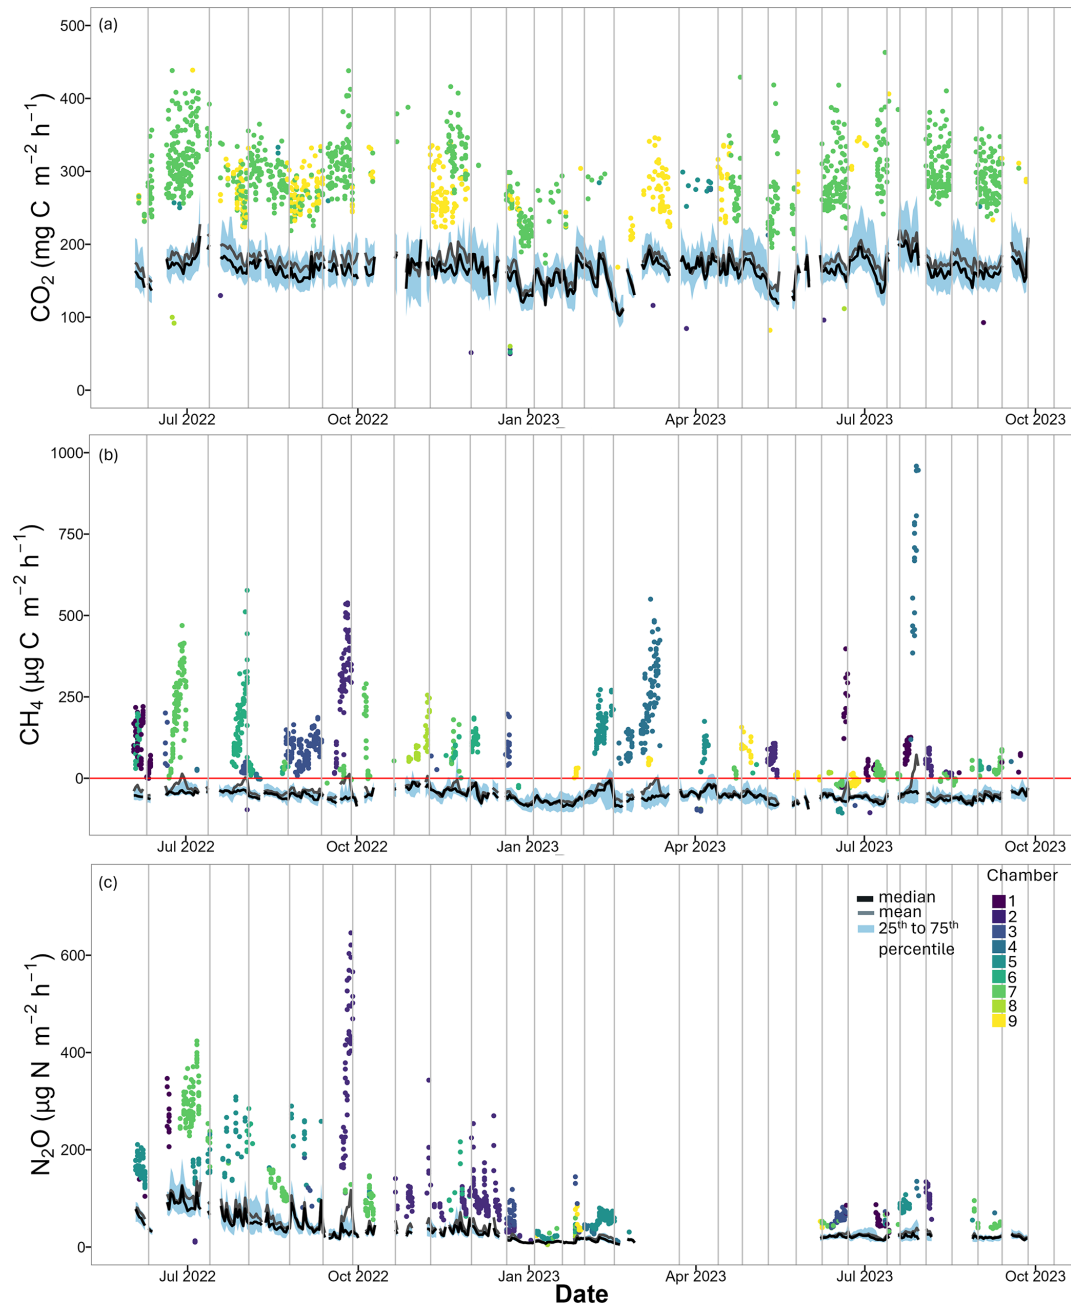 (a)
CO₂ (mg C m⁻² h⁻¹)
500
400
300
200
100
0
Jul 2022 Oct 2022 Jan 2023 Apr 2023 Jul 2023 Oct 2023
(b)
CH₄ (µg C m⁻² h⁻¹)
1000
750
500
250
0
Jul 2022 Oct 2022 Jan 2023 Apr 2023 Jul 2023 Oct 2023
(c)
N₂O (µg N m⁻² h⁻¹)
600
400
200
0
median
mean
25ᵗʰ to 75ᵗʰ
percentile
Chamber
1
2
3
4
5
6
7
8
9
Jul 2022 Oct 2022 Jan 2023 Apr 2023 Jul 2023 Oct 2023
Date